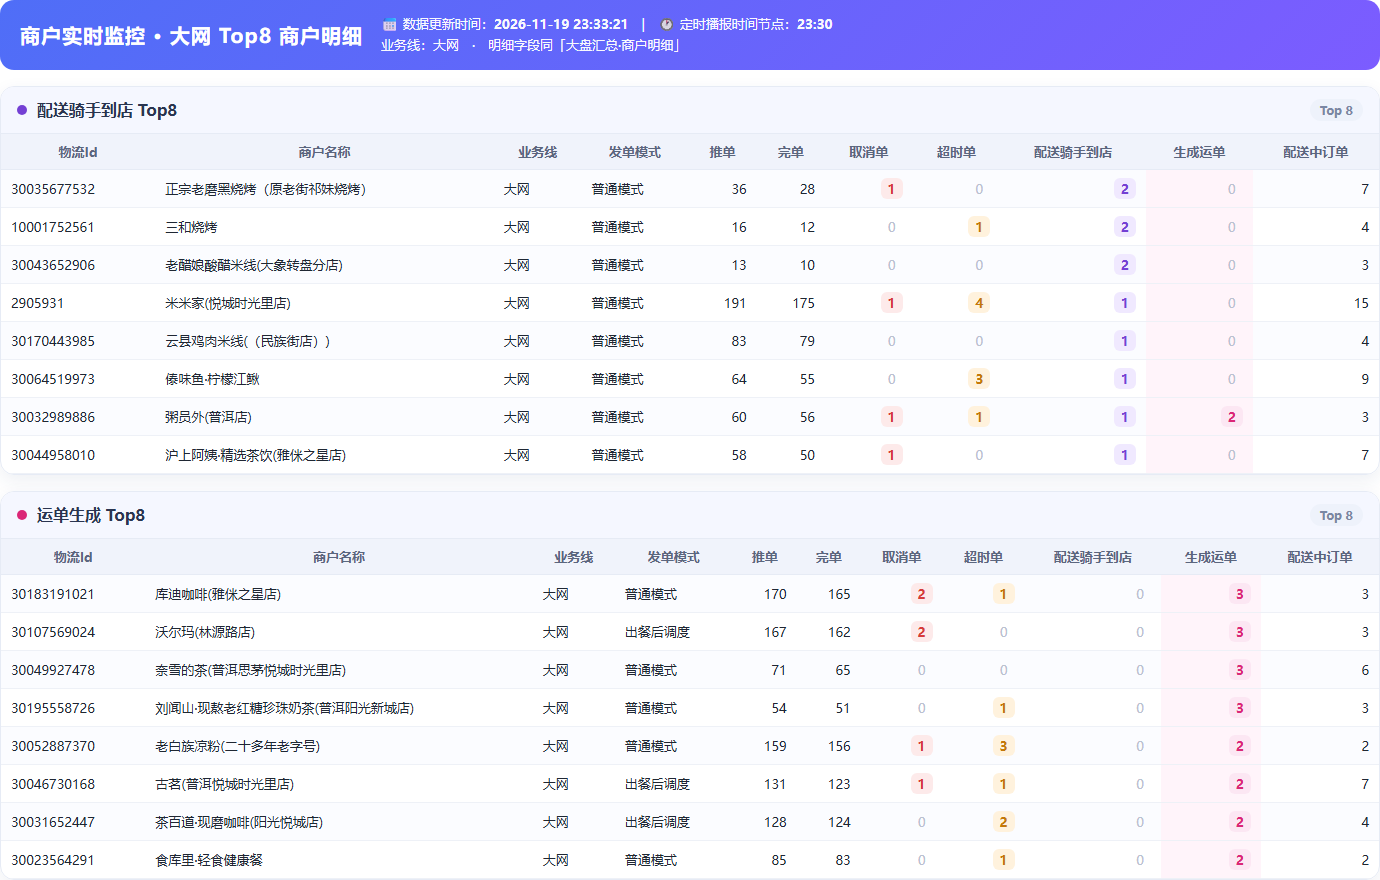 商户实时监控 · 大网 Top8 商户明细
数据更新时间：2026-11-19 23:33:21 | 定时播报时间节点：23:30
业务线：大网 · 明细字段同「大盘汇总·商户明细」
配送骑手到店 Top8 Top 8
物流Id 商户名称 业务线 发单模式 推单 完单 取消单 超时单 配送骑手到店 生成运单 配送中订单
30035677532 正宗老磨黑烧烤（原老街祁妹烧烤） 大网 普通模式 36 28 1 0 2 0 7
10001752561 三和烧烤 大网 普通模式 16 12 0 1 2 0 4
30043652906 老醋娘酸醋米线(大象转盘分店) 大网 普通模式 13 10 0 0 2 0 3
2905931 米米家(悦城时光里店) 大网 普通模式 191 175 1 4 1 0 15
30170443985 云县鸡肉米线(（民族街店）) 大网 普通模式 83 79 0 0 1 0 4
30064519973 傣味鱼·柠檬江鳅 大网 普通模式 64 55 0 3 1 0 9
30032989886 粥员外(普洱店) 大网 普通模式 60 56 1 1 1 2 3
30044958010 沪上阿姨·精选茶饮(雅侎之星店) 大网 普通模式 58 50 1 0 1 0 7
运单生成 Top8 Top 8
物流Id 商户名称 业务线 发单模式 推单 完单 取消单 超时单 配送骑手到店 生成运单 配送中订单
30183191021 库迪咖啡(雅侎之星店) 大网 普通模式 170 165 2 1 0 3 3
30107569024 沃尔玛(林源路店) 大网 出餐后调度 167 162 2 0 0 3 3
30049927478 奈雪的茶(普洱思茅悦城时光里店) 大网 普通模式 71 65 0 0 0 3 6
30195558726 刘闻山·现熬老红糖珍珠奶茶(普洱阳光新城店) 大网 普通模式 54 51 0 1 0 3 3
30052887370 老白族凉粉(二十多年老字号) 大网 普通模式 159 156 1 3 0 2 2
30046730168 古茗(普洱悦城时光里店) 大网 出餐后调度 131 123 1 1 0 2 7
30031652447 茶百道·现磨咖啡(阳光悦城店) 大网 出餐后调度 128 124 0 2 0 2 4
30023564291 食库里·轻食健康餐 大网 普通模式 85 83 0 1 0 2 2